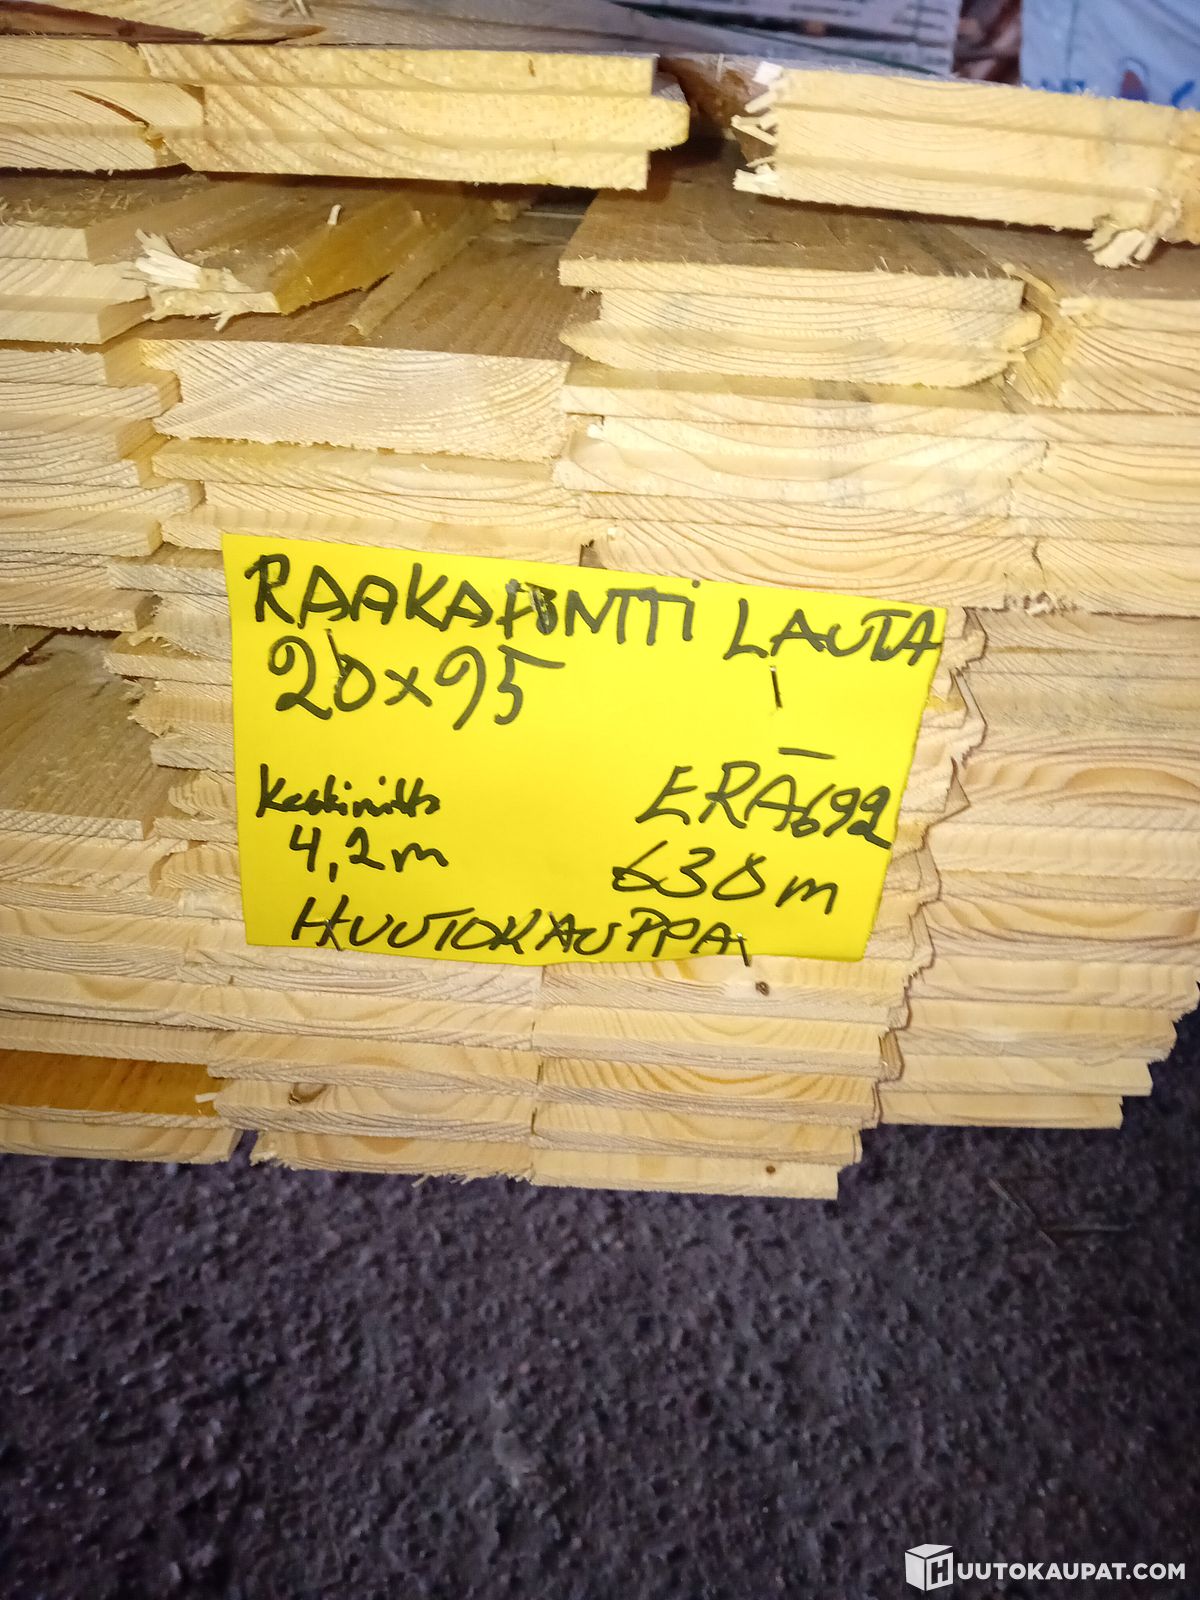 RAAKAPONTTI LAUTA
20x95
Keskimitta
4,2m
ERÄ692
630m
HUUTOKAUPPA
HUUTOKAUPAT.COM